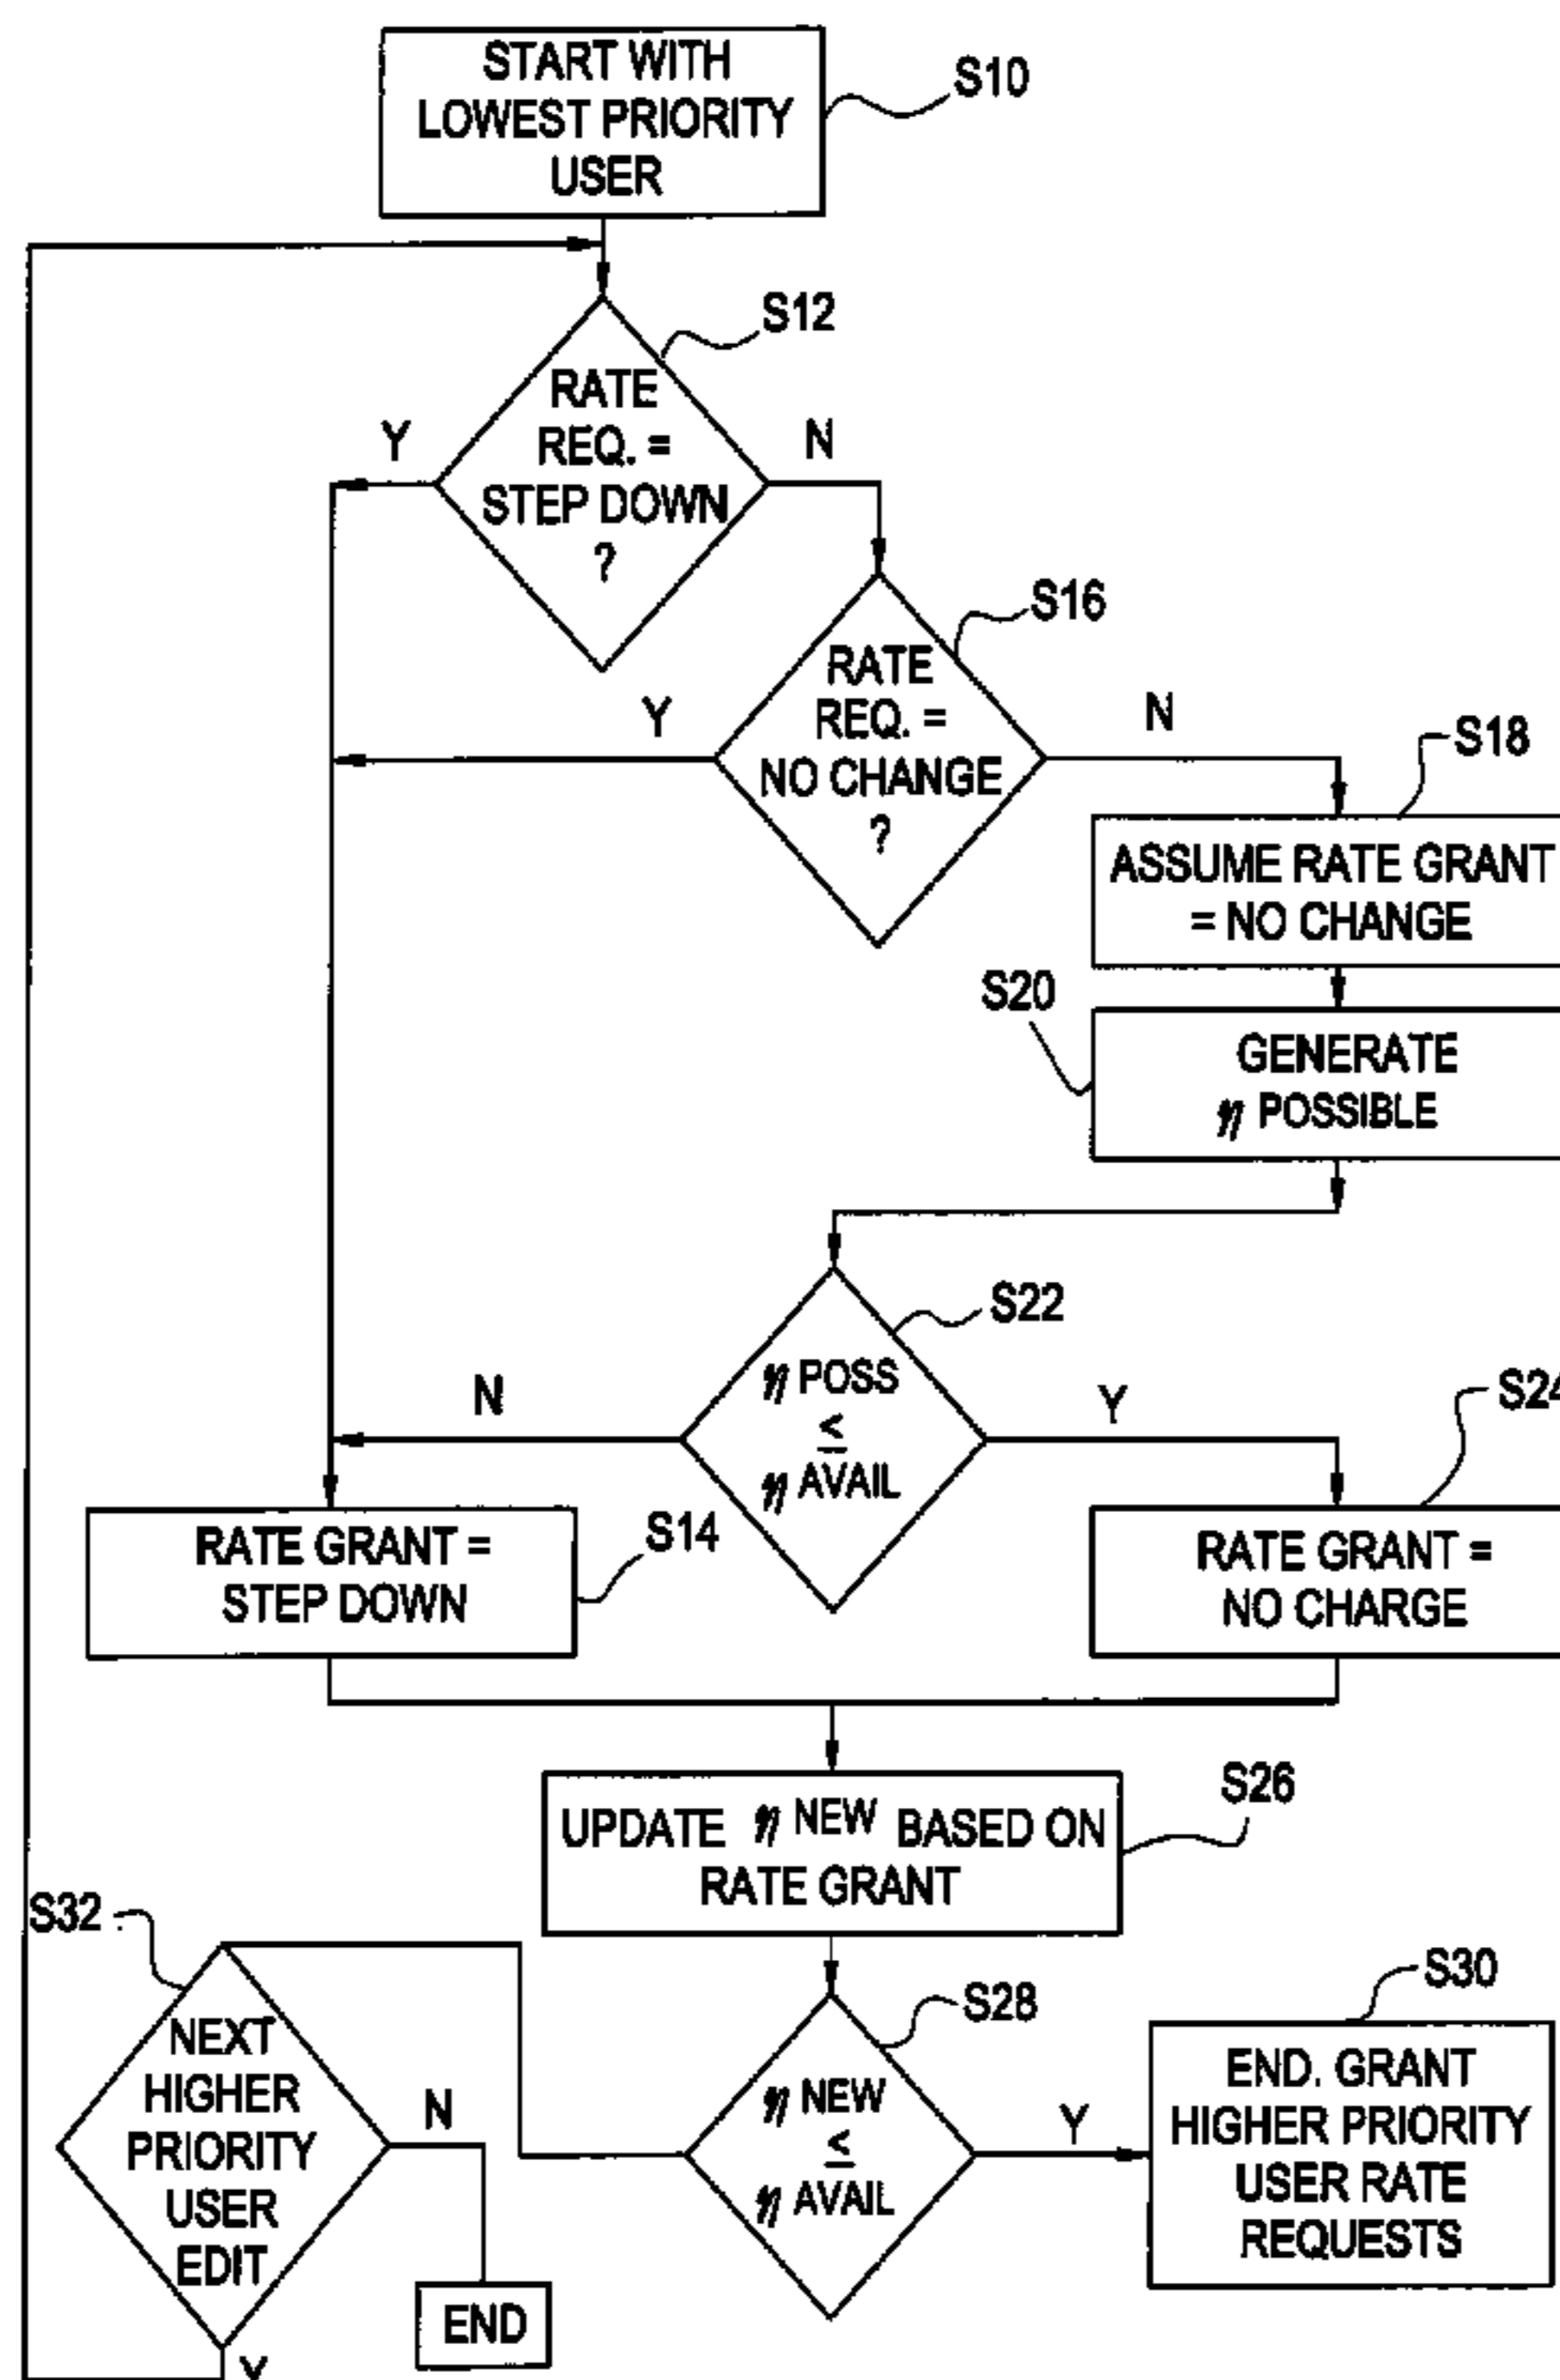 START WITH
LOWEST PRIORITY
USER
S10
S12
RATE
REQ. =
STEP DOWN
?
Y
N
S16
RATE
REQ. =
NO CHANGE
?
Y
N
S18
ASSUME RATE GRANT
= NO CHANGE
S20
GENERATE
η POSSIBLE
S22
η POSS
≤
η AVAIL
N
Y
S24
RATE GRANT =
STEP DOWN
S14
RATE GRANT =
NO CHARGE
UPDATE η NEW BASED ON
RATE GRANT
S26
S32
NEXT
HIGHER
PRIORITY
USER
EDIT
N
Y
END
S28
η NEW
≤
η AVAIL
Y
S30
END. GRANT
HIGHER PRIORITY
USER RATE
REQUESTS